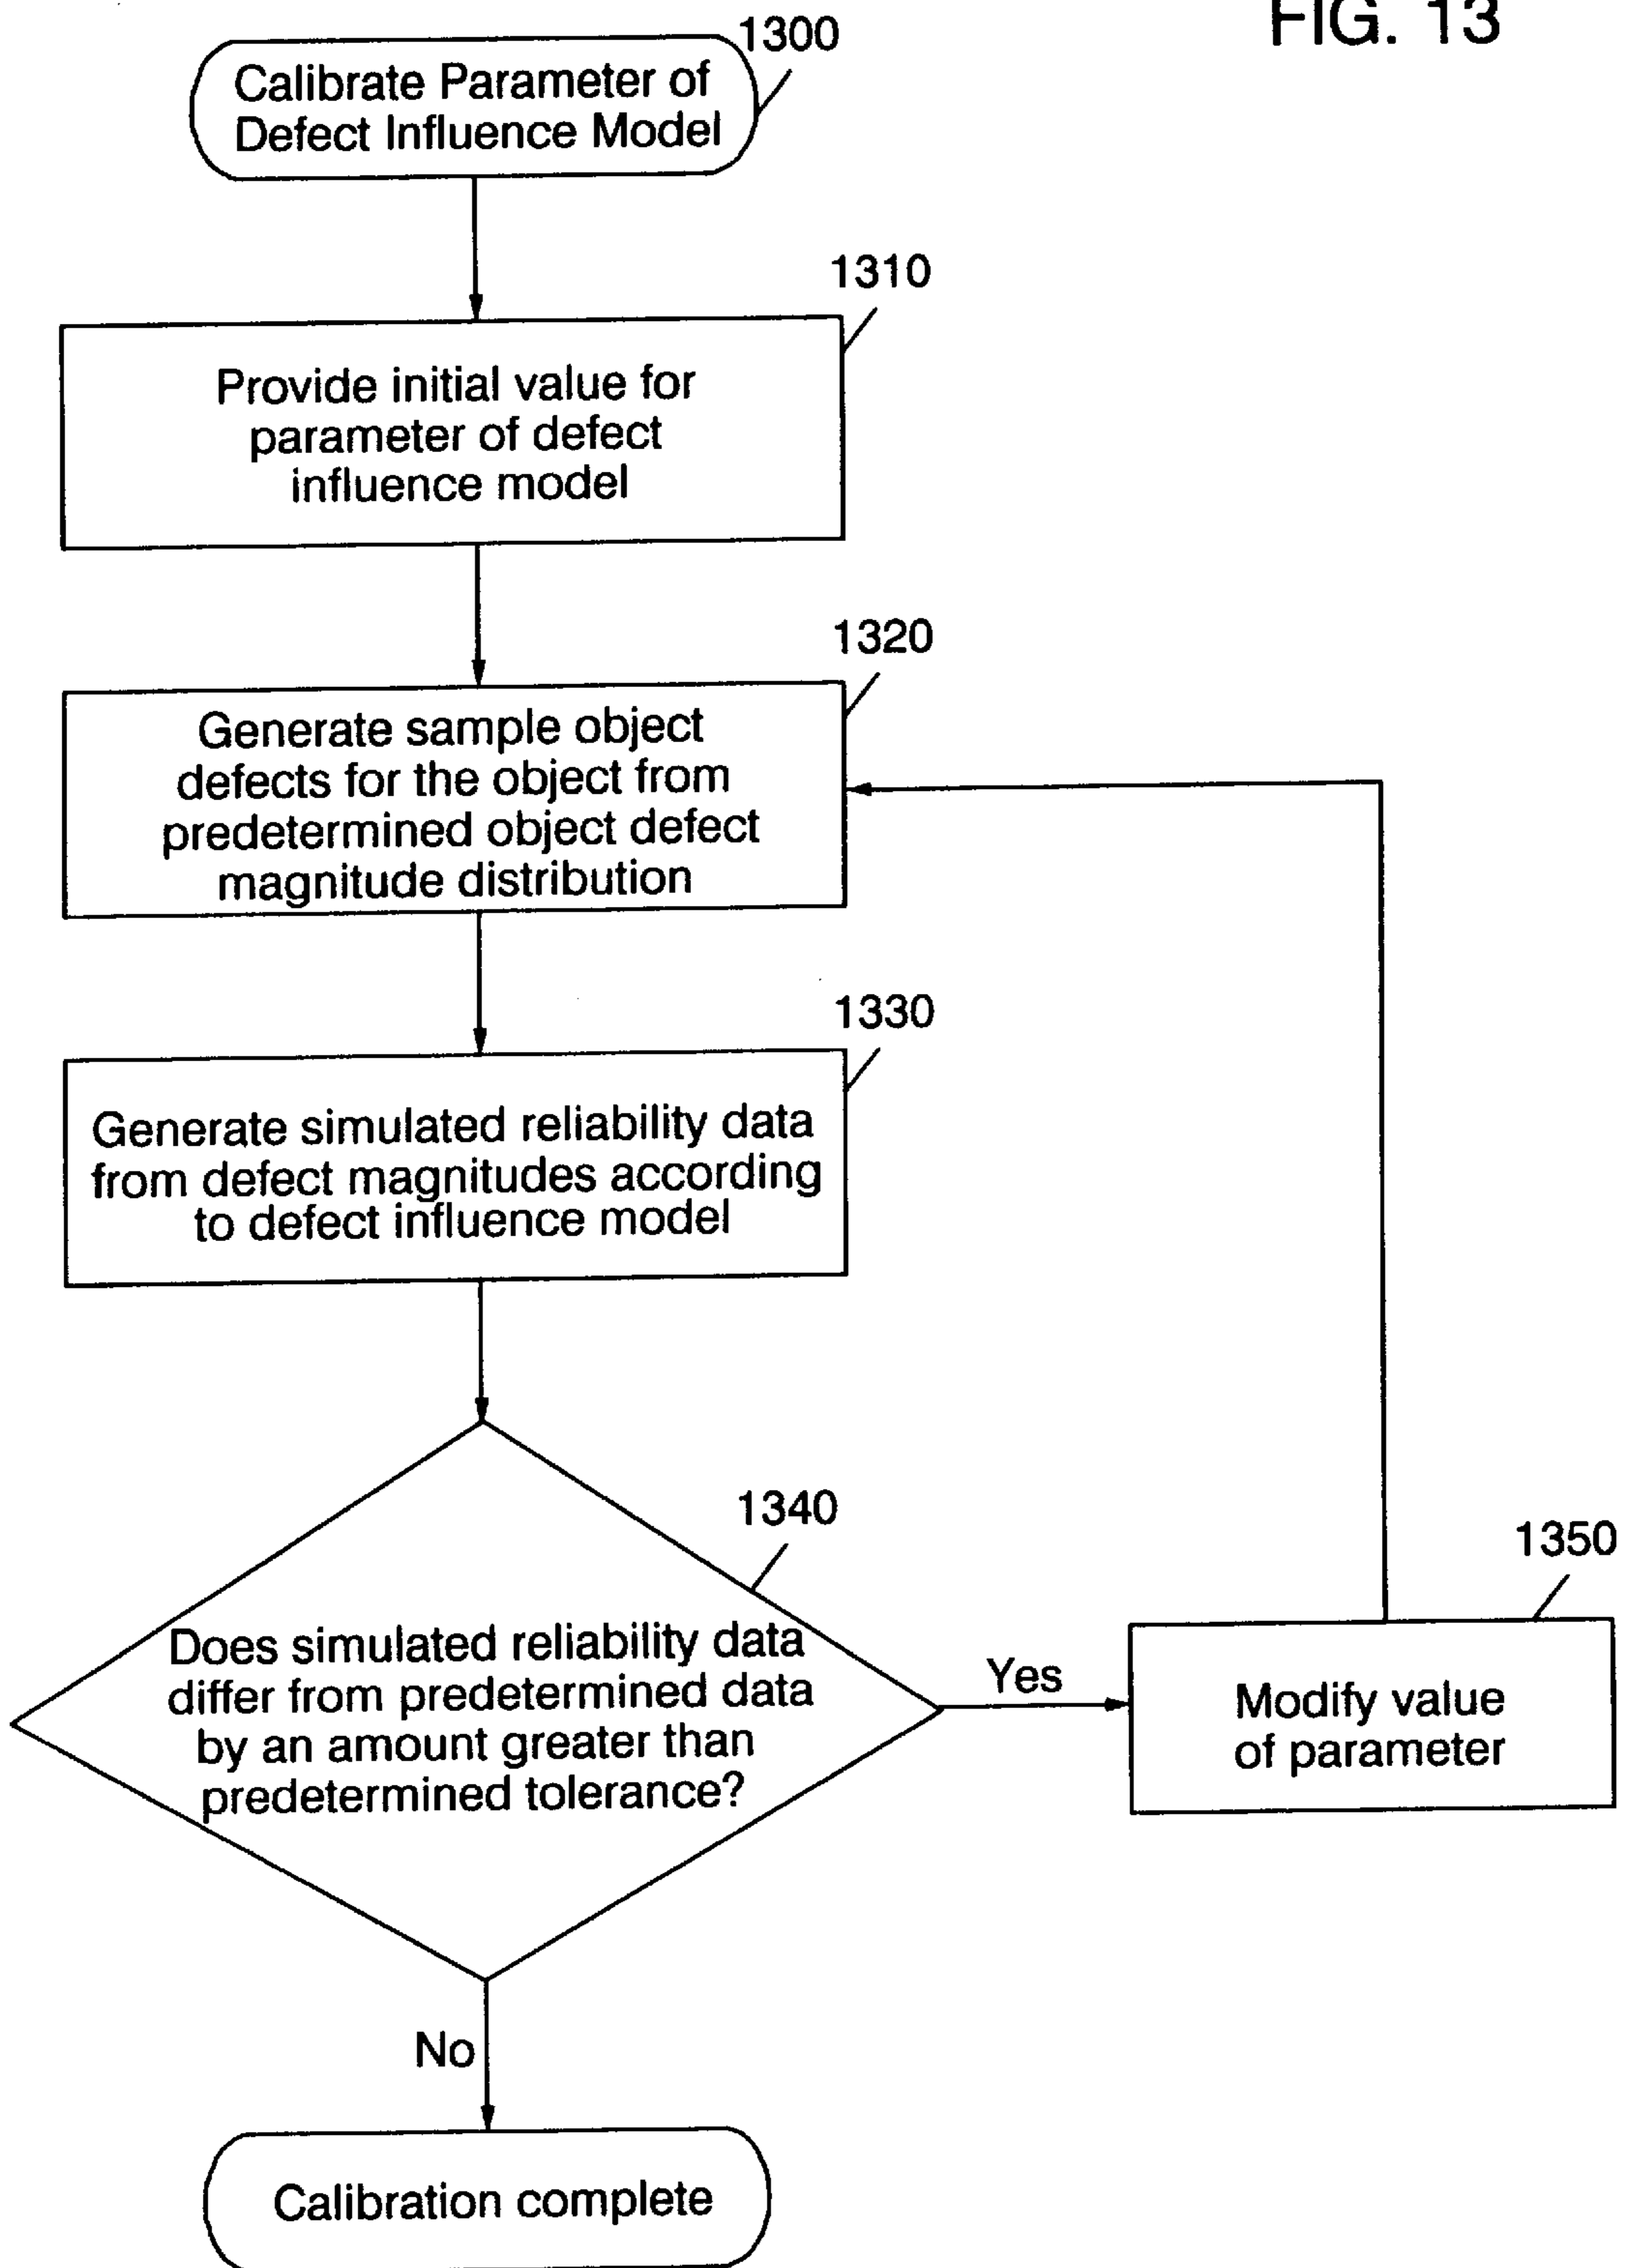 FIG. 13
1300
Calibrate Parameter of
Defect Influence Model
1310
Provide initial value for
parameter of defect
influence model
1320
Generate sample object
defects for the object from
predetermined object defect
magnitude distribution
1330
Generate simulated reliability data
from defect magnitudes according
to defect influence model
1340
Does simulated reliability data
differ from predetermined data
by an amount greater than
predetermined tolerance?
Yes
1350
Modify value
of parameter
No
Calibration complete